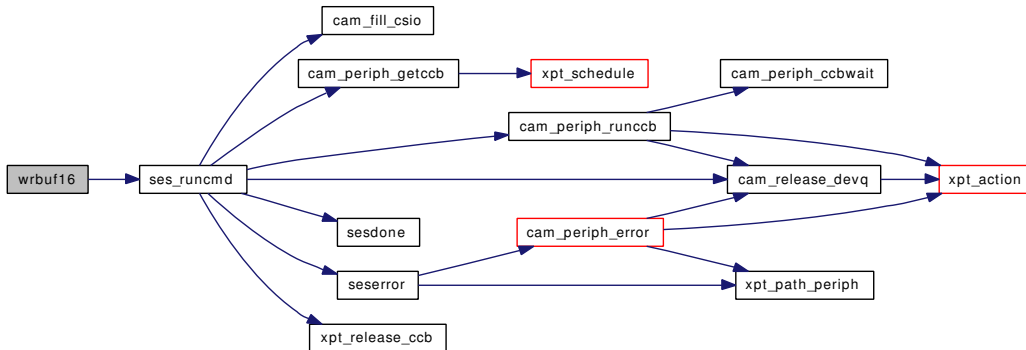 cam_fill_csio
cam_periph_getccb
xpt_schedule
cam_periph_ccbwait
cam_periph_runccb
wrbuf16
ses_runcmd
cam_release_devq
xpt_action
sesdone
cam_periph_error
seserror
xpt_path_periph
xpt_release_ccb